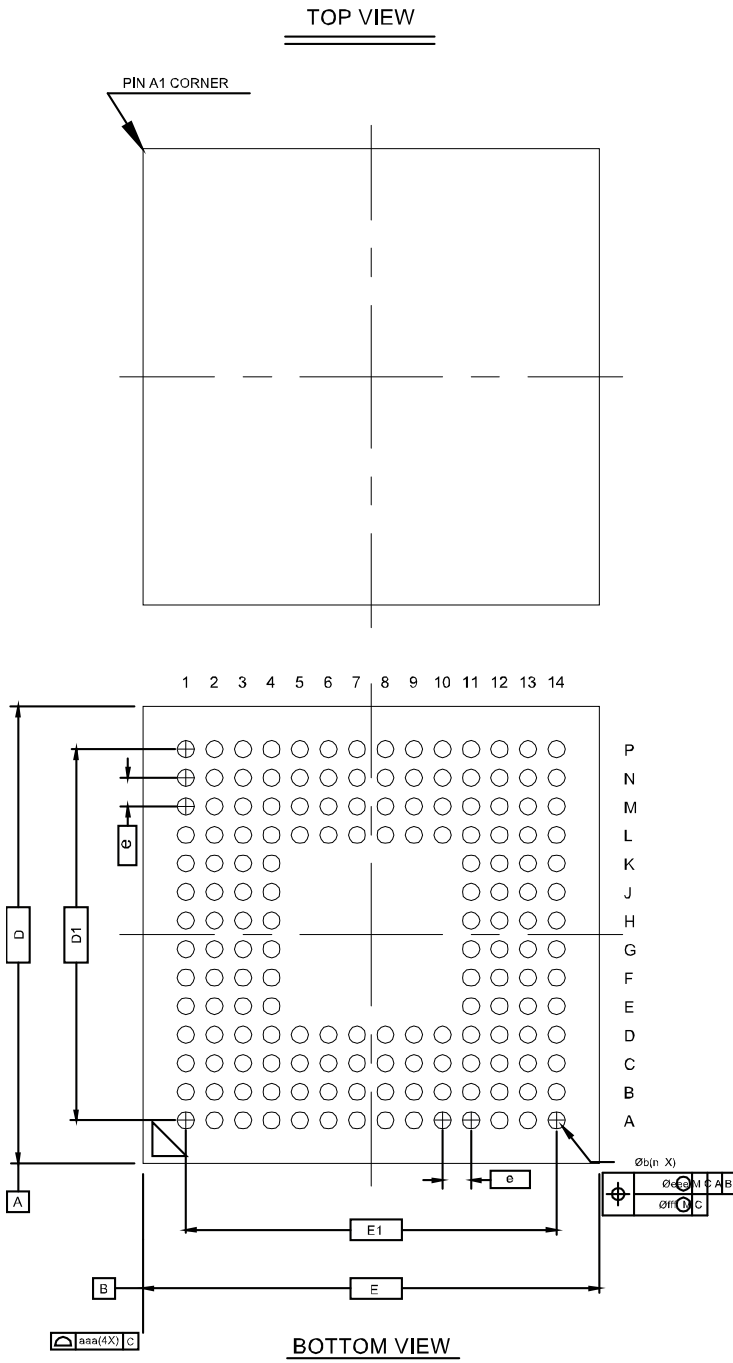 TOP VIEW
PIN A1 CORNER
1 2 3 4 5 6 7 8 9 10 11 12 13 14
P
N
M
L
K
J
H
G
F
E
D
C
B
A
e
D
D1
A
e
Øb(n X)
Øeee M C A B
Øfff M C
E1
B
E
aaa(4X) C
BOTTOM VIEW